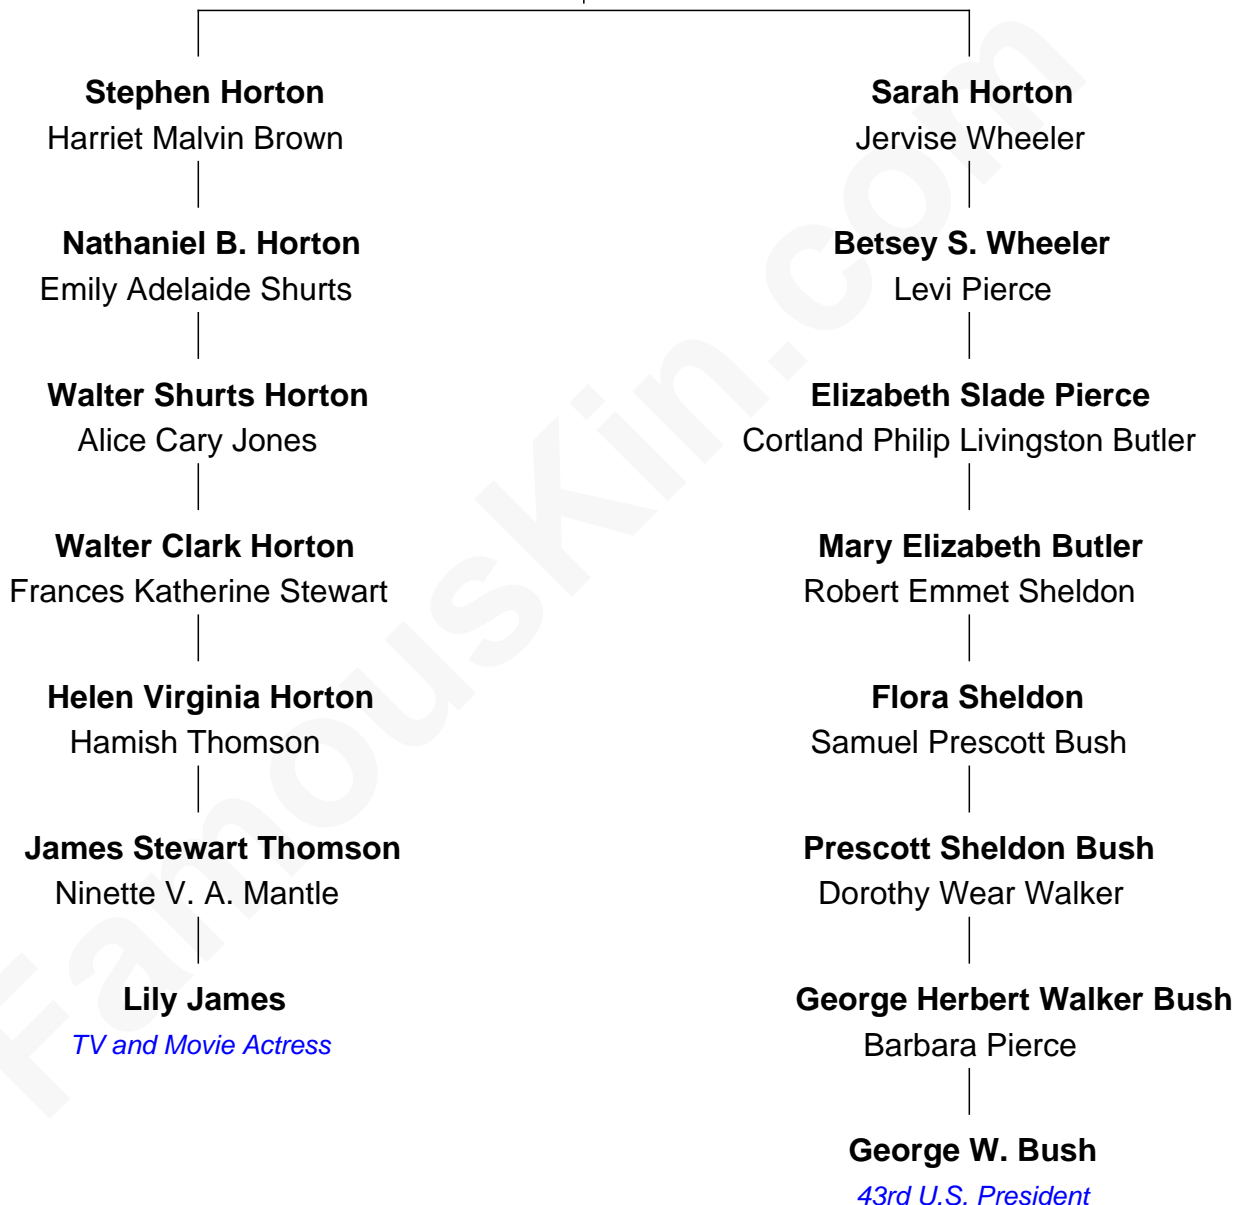 Stephen Horton
Harriet Malvin Brown
Nathaniel B. Horton
Emily Adelaide Shurts
Walter Shurts Horton
Alice Cary Jones
Walter Clark Horton
Frances Katherine Stewart
Helen Virginia Horton
Hamish Thomson
James Stewart Thomson
Ninette V. A. Mantle
Lily James
TV and Movie Actress
Sarah Horton
Jervise Wheeler
Betsey S. Wheeler
Levi Pierce
Elizabeth Slade Pierce
Cortland Philip Livingston Butler
Mary Elizabeth Butler
Robert Emmet Sheldon
Flora Sheldon
Samuel Prescott Bush
Prescott Sheldon Bush
Dorothy Wear Walker
George Herbert Walker Bush
Barbara Pierce
George W. Bush
43rd U.S. President
FamousKin.com